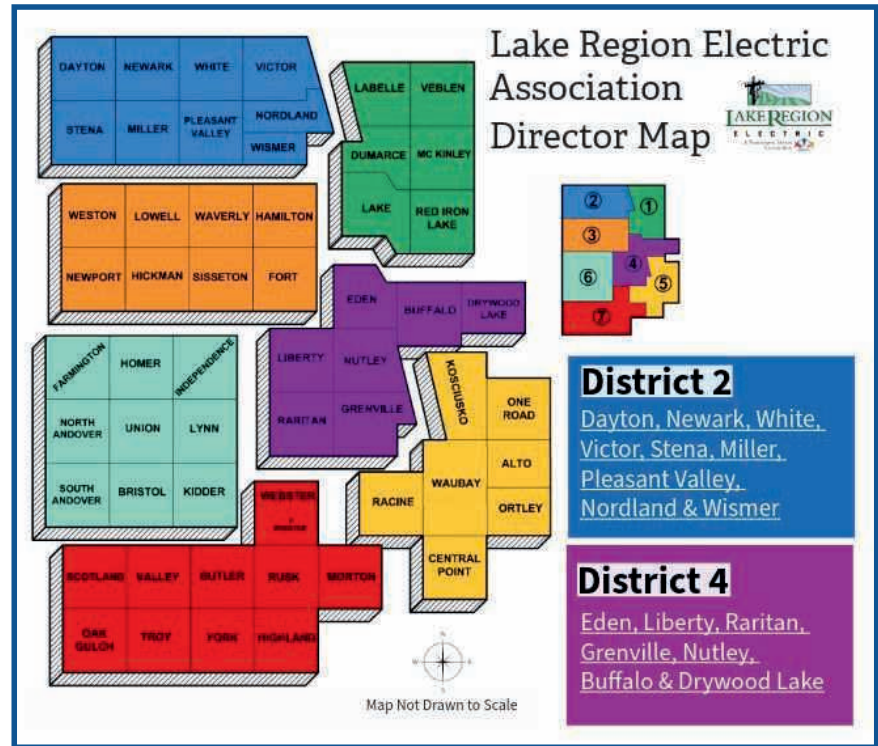 Lake Region Electric
Association
Director Map
LAKE REGION
ELECTRIC
DAYTON NEWARK WHITE VICTOR
STENA MILLER PLEASANT VALLEY NORDLAND
WISMER
LABELLE VEBLEN
DUMARCE MC KINLEY
LAKE RED IRON LAKE
WESTON LOWELL WAVERLY HAMILTON
NEWPORT HICKMAN SISSETON FORT
EDEN BUFFALO DRYWOOD LAKE
LIBERTY NUTLEY
RARITAN GRENVILLE
FARMINGTON HOMER INDEPENDENCE
NORTH ANDOVER UNION LYNN
SOUTH ANDOVER BRISTOL KIDDER
KOSCIUSKO ONE ROAD
WAUBAY ALTO
RACINE ORTLEY
CENTRAL POINT
WEBSTER
SCOTLAND VALLEY BUTLER RUSK MORTON
OAK GULCH TROY YORK HIGHLAND
2 1
3
4
6 5
7
District 2
Dayton, Newark, White,
Victor, Stena, Miller,
Pleasant Valley,
Nordland & Wismer
District 4
Eden, Liberty, Raritan,
Grenville, Nutley,
Buffalo & Drywood Lake
N
W E
S
Map Not Drawn to Scale